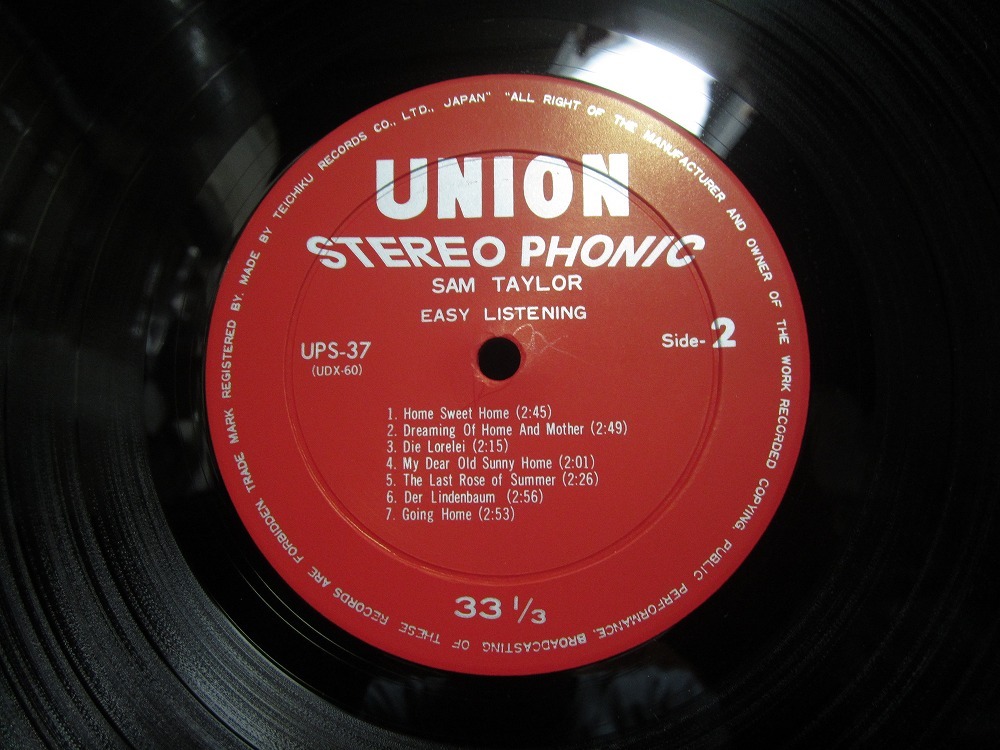 TRADE MARK REGISTERED BY. MADE BY TEICHIKU RECORDS CO., LTD., JAPAN" "ALL RIGHT OF THE MANUFACTURER AND OWNER OF THE WORK RECORDED COPYING. PUBLIC PERFORMANCE. BROADCASTING OF THESE RECORDS ARE FORBIDDEN.
UNION
STEREO PHONIC
SAM TAYLOR
EASY LISTENING
UPS-37
(UDX-60)
Side-2
1. Home Sweet Home (2:45)
2. Dreaming Of Home And Mother (2:49)
3. Die Lorelei (2:15)
4. My Dear Old Sunny Home (2:01)
5. The Last Rose of Summer (2:26)
6. Der Lindenbaum (2:56)
7. Going Home (2:53)
33 1/3